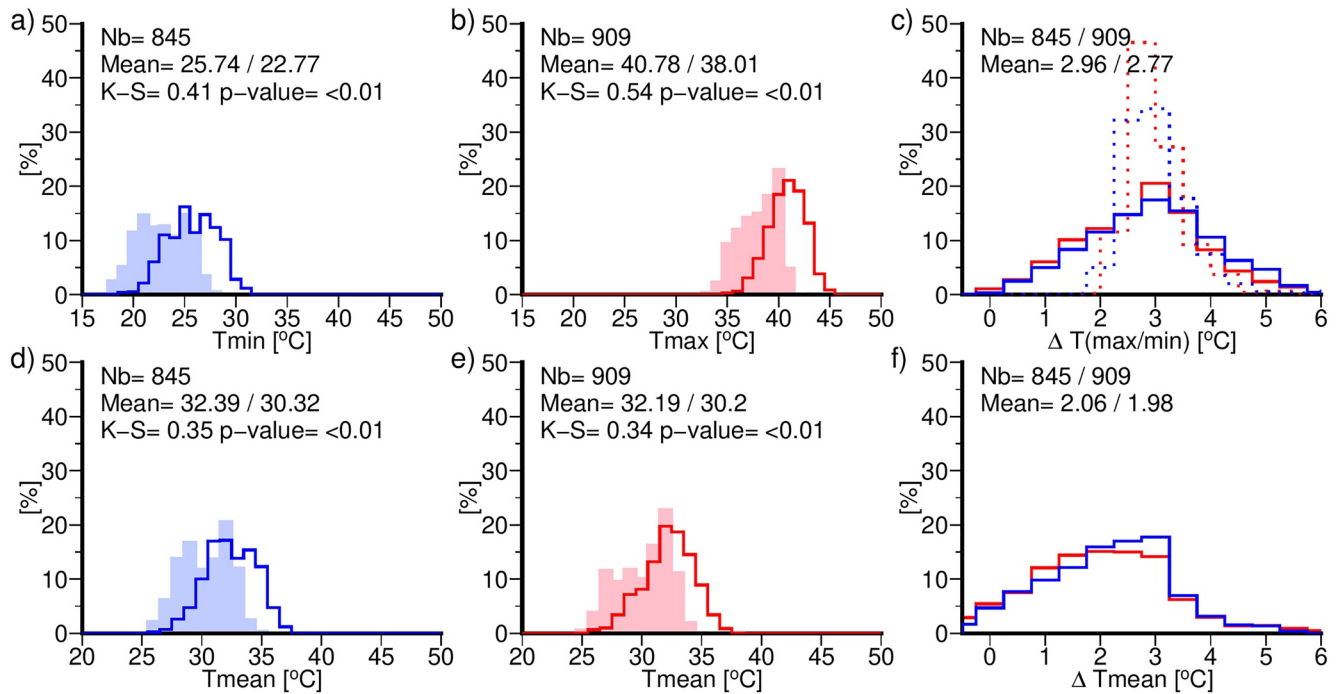 a)
50
40
30
20
10
0
[%]
Nb= 845
Mean= 25.74 / 22.77
K−S= 0.41 p−value= <0.01
15 20 25 30 35 40 45 50
Tmin [ºC]
b)
50
40
30
20
10
0
[%]
Nb= 909
Mean= 40.78 / 38.01
K−S= 0.54 p−value= <0.01
15 20 25 30 35 40 45 50
Tmax [ºC]
c)
50
40
30
20
10
0
[%]
Nb= 845 / 909
Mean= 2.96 / 2.77
0 1 2 3 4 5 6
Δ T(max/min) [ºC]
d)
50
40
30
20
10
0
[%]
Nb= 845
Mean= 32.39 / 30.32
K−S= 0.35 p−value= <0.01
20 25 30 35 40 45 50
Tmean [ºC]
e)
50
40
30
20
10
0
[%]
Nb= 909
Mean= 32.19 / 30.2
K−S= 0.34 p−value= <0.01
20 25 30 35 40 45 50
Tmean [ºC]
f)
50
40
30
20
10
0
[%]
Nb= 845 / 909
Mean= 2.06 / 1.98
0 1 2 3 4 5 6
Δ Tmean [ºC]